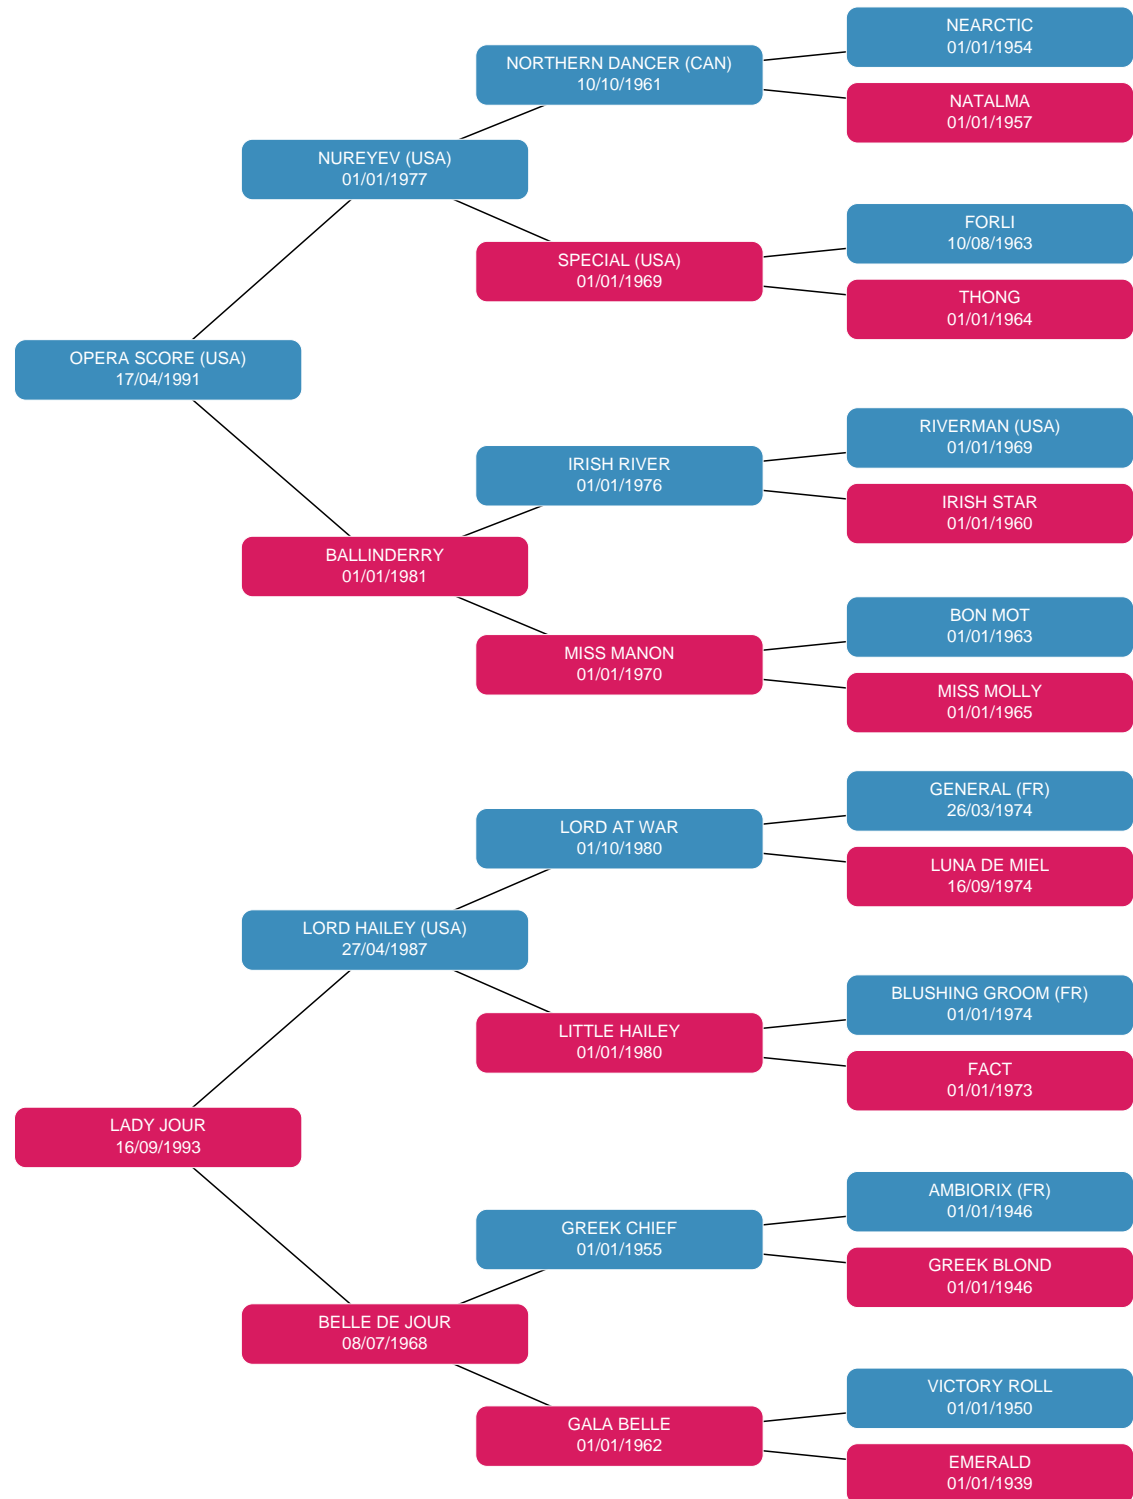 NEARCTIC
01/01/1954
NORTHERN DANCER (CAN)
10/10/1961
NATALMA
01/01/1957
NUREYEV (USA)
01/01/1977
FORLI
10/08/1963
SPECIAL (USA)
01/01/1969
THONG
01/01/1964
OPERA SCORE (USA)
17/04/1991
RIVERMAN (USA)
01/01/1969
IRISH RIVER
01/01/1976
IRISH STAR
01/01/1960
BALLINDERRY
01/01/1981
BON MOT
01/01/1963
MISS MANON
01/01/1970
MISS MOLLY
01/01/1965
GENERAL (FR)
26/03/1974
LORD AT WAR
01/10/1980
LUNA DE MIEL
16/09/1974
LORD HAILEY (USA)
27/04/1987
BLUSHING GROOM (FR)
01/01/1974
LITTLE HAILEY
01/01/1980
FACT
01/01/1973
LADY JOUR
16/09/1993
AMBIORIX (FR)
01/01/1946
GREEK CHIEF
01/01/1955
GREEK BLOND
01/01/1946
BELLE DE JOUR
08/07/1968
VICTORY ROLL
01/01/1950
GALA BELLE
01/01/1962
EMERALD
01/01/1939